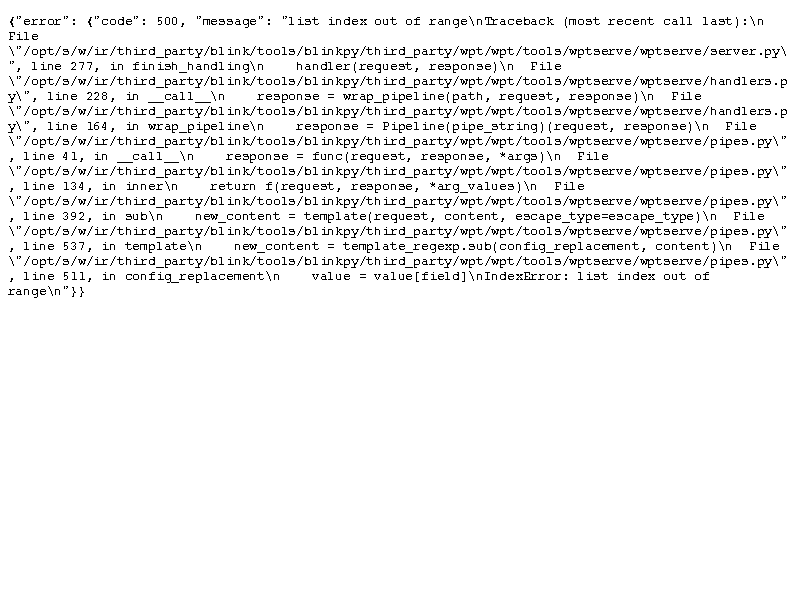 {"error": {"code": 500, "message": "list index out of range\nTraceback (most recent call last):\n
File
\"/opt/s/w/ir/third_party/blink/tools/blinkpy/third_party/wpt/wpt/tools/wptserve/wptserve/server.py\
", line 277, in finish_handling\n    handler(request, response)\n  File
\"/opt/s/w/ir/third_party/blink/tools/blinkpy/third_party/wpt/wpt/tools/wptserve/wptserve/handlers.p
y\", line 228, in __call__\n    response = wrap_pipeline(path, request, response)\n  File
\"/opt/s/w/ir/third_party/blink/tools/blinkpy/third_party/wpt/wpt/tools/wptserve/wptserve/handlers.p
y\", line 164, in wrap_pipeline\n    response = Pipeline(pipe_string)(request, response)\n  File
\"/opt/s/w/ir/third_party/blink/tools/blinkpy/third_party/wpt/wpt/tools/wptserve/wptserve/pipes.py\"
, line 41, in __call__\n    response = func(request, response, *args)\n  File
\"/opt/s/w/ir/third_party/blink/tools/blinkpy/third_party/wpt/wpt/tools/wptserve/wptserve/pipes.py\"
, line 134, in inner\n    return f(request, response, *arg_values)\n  File
\"/opt/s/w/ir/third_party/blink/tools/blinkpy/third_party/wpt/wpt/tools/wptserve/wptserve/pipes.py\"
, line 392, in sub\n    new_content = template(request, content, escape_type=escape_type)\n  File
\"/opt/s/w/ir/third_party/blink/tools/blinkpy/third_party/wpt/wpt/tools/wptserve/wptserve/pipes.py\"
, line 537, in template\n    new_content = template_regexp.sub(config_replacement, content)\n  File
\"/opt/s/w/ir/third_party/blink/tools/blinkpy/third_party/wpt/wpt/tools/wptserve/wptserve/pipes.py\"
, line 511, in config_replacement\n    value = value[field]\nIndexError: list index out of
range\n"}}